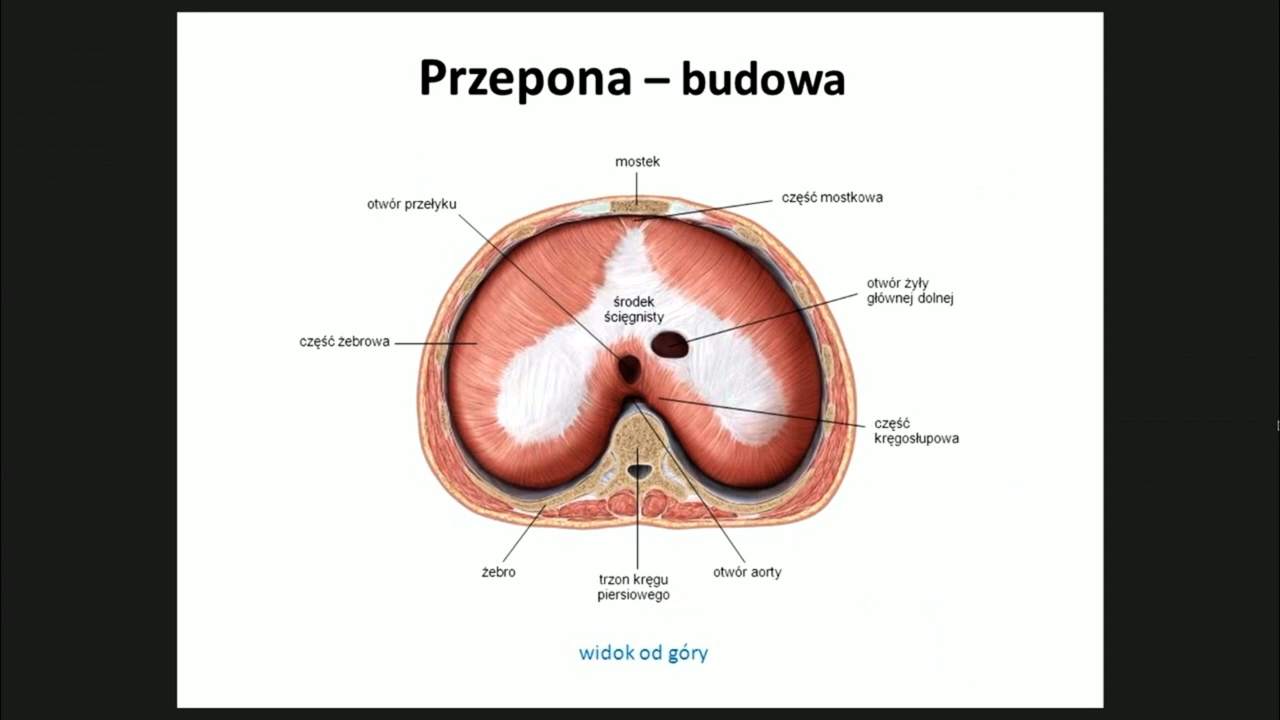 Przepona – budowa
mostek
otwór przełyku
część mostkowa
otwór żyły
głównej dolnej
środek
ścięgnisty
część żebrowa
część
kręgosłupowa
żebro
trzon kręgu
piersiowego
otwór aorty
widok od góry